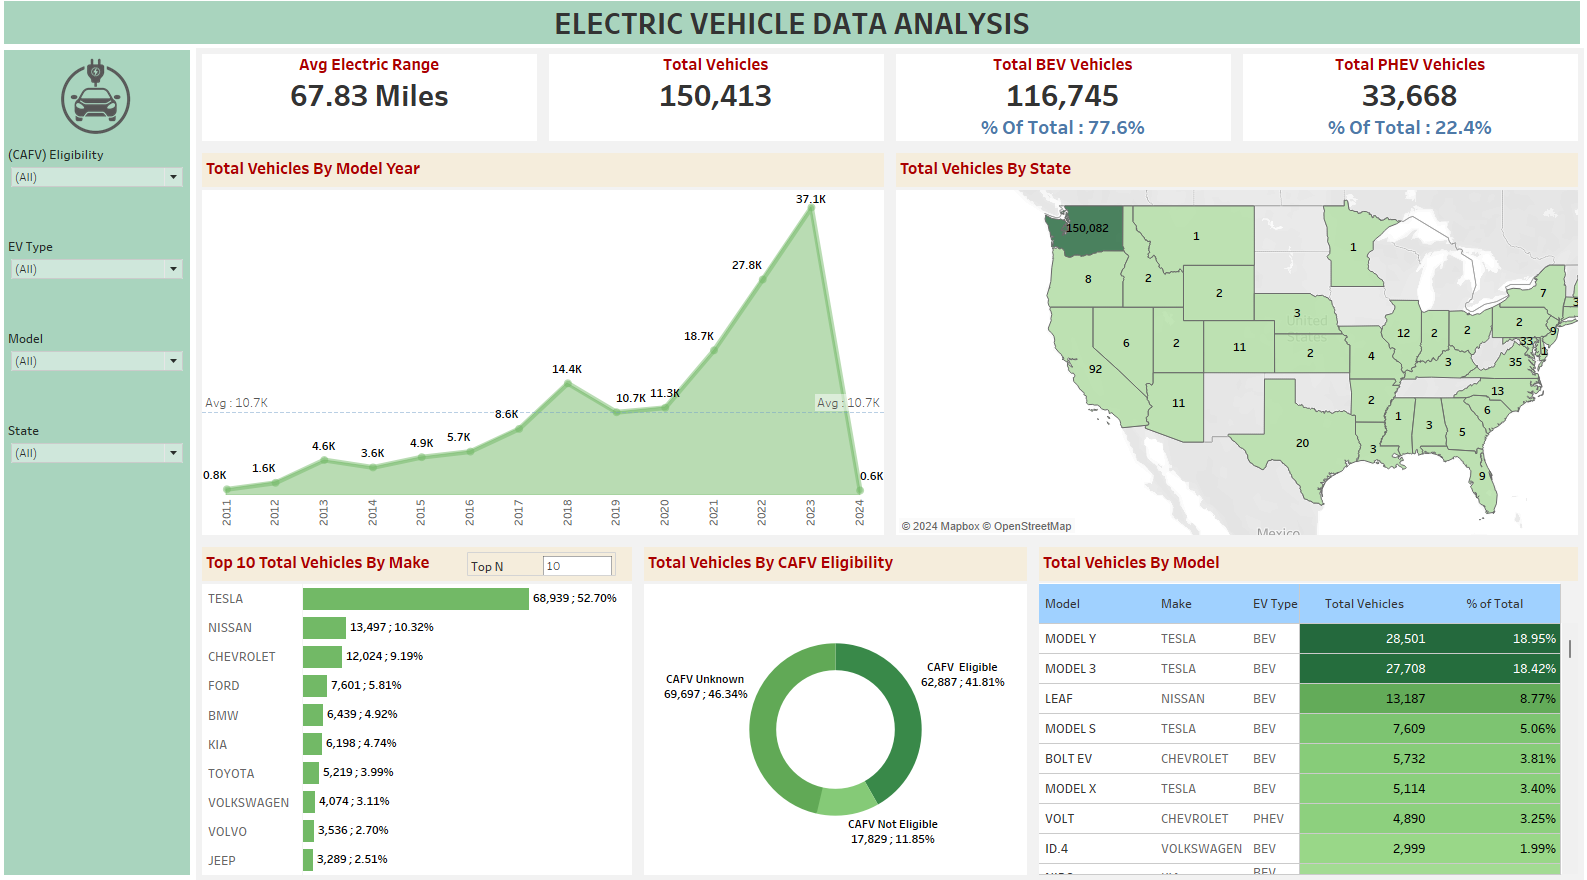 ELECTRIC VEHICLE DATA ANALYSIS
(CAFV) Eligibility
(All)
EV Type
(All)
Model
(All)
State
(All)
Avg Electric Range
67.83 Miles
Total Vehicles
150,413
Total BEV Vehicles
116,745
% Of Total : 77.6%
Total PHEV Vehicles
33,668
% Of Total : 22.4%
Total Vehicles By Model Year
37.1K
27.8K
18.7K
14.4K
10.7K
11.3K
Avg : 10.7K
Avg : 10.7K
8.6K
5.7K
4.9K
4.6K
3.6K
1.6K
0.8K
0.6K
2011
2012
2013
2014
2015
2016
2017
2018
2019
2020
2021
2022
2023
2024
Total Vehicles By State
150,082
1
1
8
2
2
3
7
3
12
2
2
2
9
6
2
11
2
4
3
33
1
35
92
11
2
13
1
3
5
6
20
3
9
United
States
Mexico
© 2024 Mapbox © OpenStreetMap
Top 10 Total Vehicles By Make
Top N
10
TESLA
68,939 ; 52.70%
NISSAN
13,497 ; 10.32%
CHEVROLET
12,024 ; 9.19%
FORD
7,601 ; 5.81%
BMW
6,439 ; 4.92%
KIA
6,198 ; 4.74%
TOYOTA
5,219 ; 3.99%
VOLKSWAGEN
4,074 ; 3.11%
VOLVO
3,536 ; 2.70%
JEEP
3,289 ; 2.51%
Total Vehicles By CAFV Eligibility
CAFV Unknown
69,697 ; 46.34%
CAFV Eligible
62,887 ; 41.81%
CAFV Not Eligible
17,829 ; 11.85%
Total Vehicles By Model
Model Make EV Type Total Vehicles % of Total
MODEL Y TESLA BEV 28,501 18.95%
MODEL 3 TESLA BEV 27,708 18.42%
LEAF NISSAN BEV 13,187 8.77%
MODEL S TESLA BEV 7,609 5.06%
BOLT EV CHEVROLET BEV 5,732 3.81%
MODEL X TESLA BEV 5,114 3.40%
VOLT CHEVROLET PHEV 4,890 3.25%
ID.4 VOLKSWAGEN BEV 2,999 1.99%
BEV